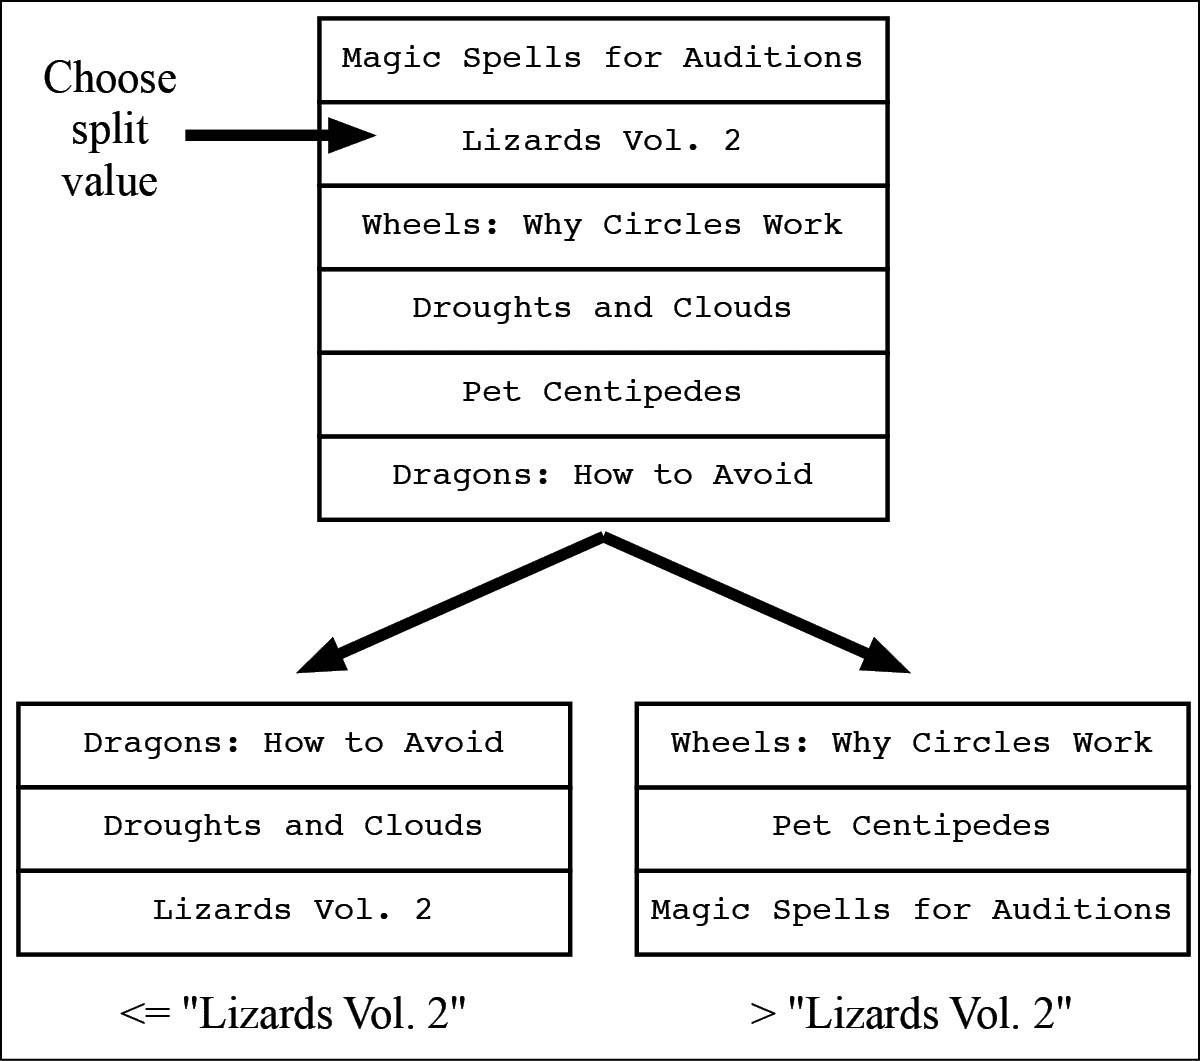 Choose
split
value
Magic Spells for Auditions
Lizards Vol. 2
Wheels: Why Circles Work
Droughts and Clouds
Pet Centipedes
Dragons: How to Avoid
Dragons: How to Avoid
Droughts and Clouds
Lizards Vol. 2
<= "Lizards Vol. 2"
Wheels: Why Circles Work
Pet Centipedes
Magic Spells for Auditions
> "Lizards Vol. 2"